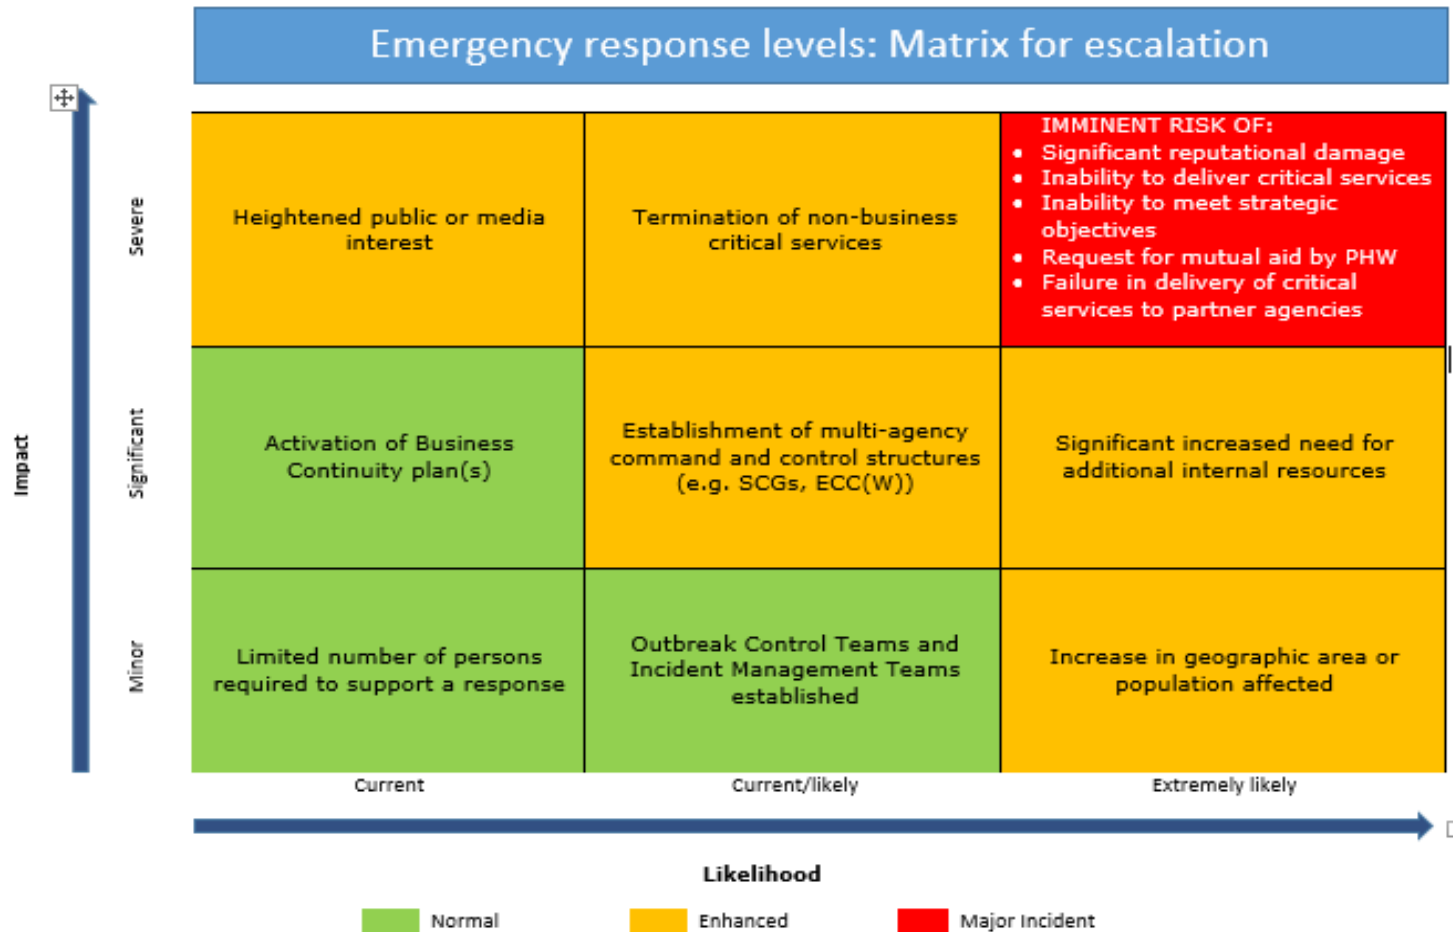 Emergency response levels: Matrix for escalation
Impact
Severe
Heightened public or media
interest
Termination of non-business
critical services
IMMINENT RISK OF:
• Significant reputational damage
• Inability to deliver critical services
• Inability to meet strategic
objectives
• Request for mutual aid by PHW
• Failure in delivery of critical
services to partner agencies
Significant
Activation of Business
Continuity plan(s)
Establishment of multi-agency
command and control structures
(e.g. SCGs, ECC(W))
Significant increased need for
additional internal resources
Minor
Limited number of persons
required to support a response
Outbreak Control Teams and
Incident Management Teams
established
Increase in geographic area or
population affected
Current
Current/likely
Extremely likely
Likelihood
Normal
Enhanced
Major Incident